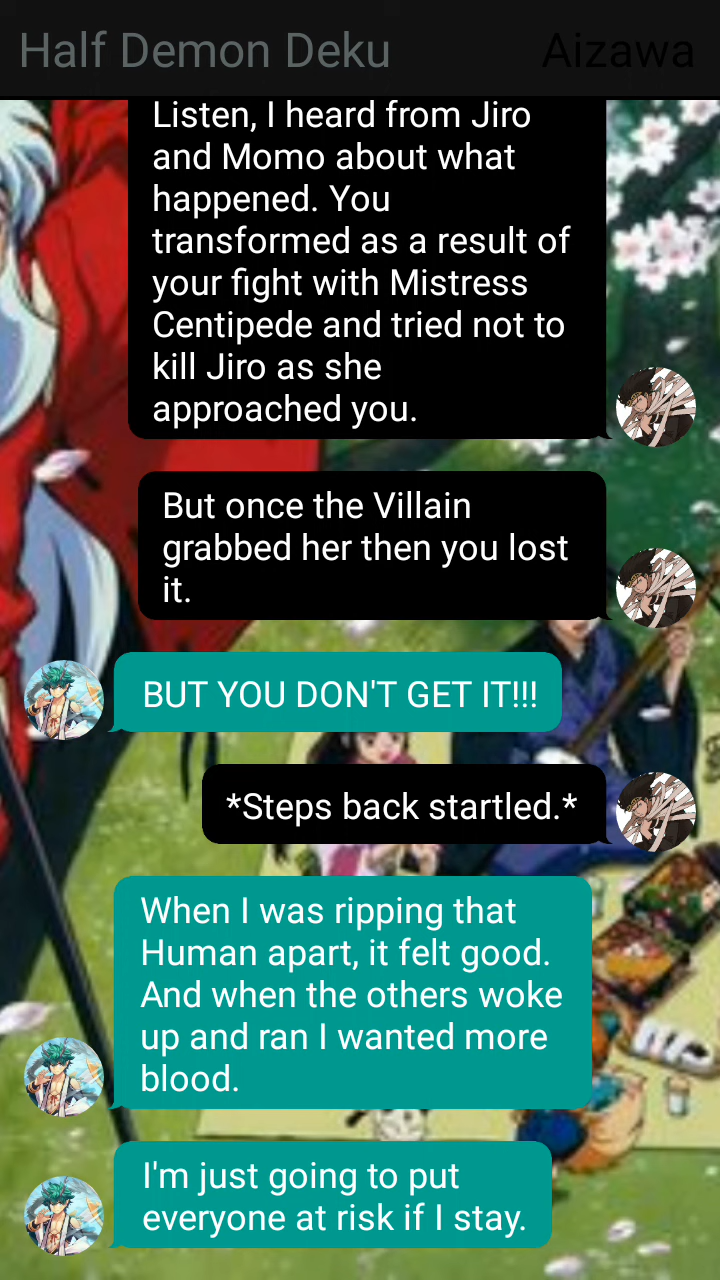 Half Demon Deku Aizawa
Listen, I heard from Jiro
and Momo about what
happened. You
transformed as a result of
your fight with Mistress
Centipede and tried not to
kill Jiro as she
approached you.
But once the Villain
grabbed her then you lost
it.
BUT YOU DON'T GET IT!!!
*Steps back startled.*
When I was ripping that
Human apart, it felt good.
And when the others woke
up and ran I wanted more
blood.
I'm just going to put
everyone at risk if I stay.